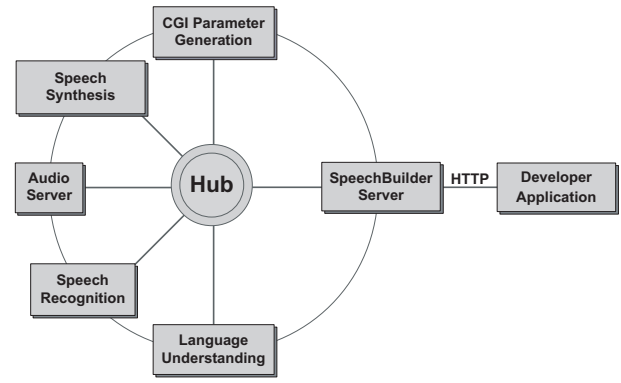 CGI Parameter
Generation
Speech
Synthesis
Audio
Server
Hub
SpeechBuilder
Server
HTTP
Developer
Application
Speech
Recognition
Language
Understanding